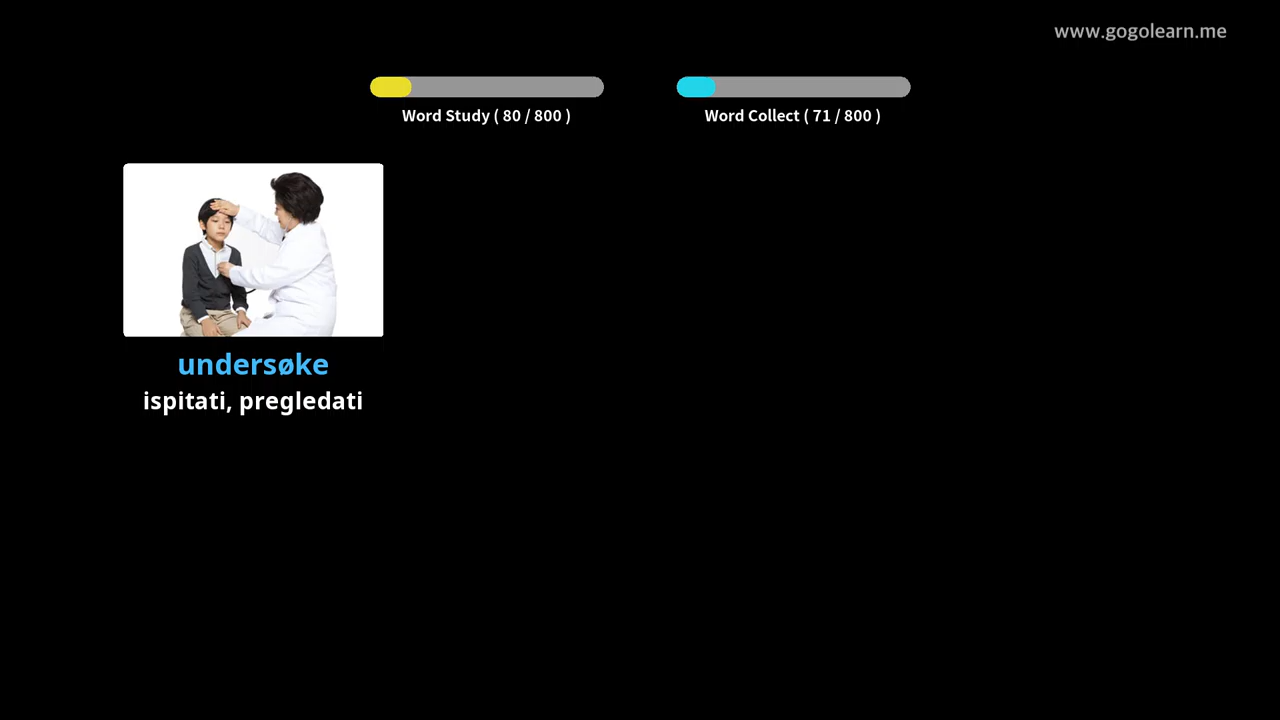 www.gogolearn.me
Word Study ( 80 / 800 )
Word Collect ( 71 / 800 )
undersøke
ispitati, pregledati